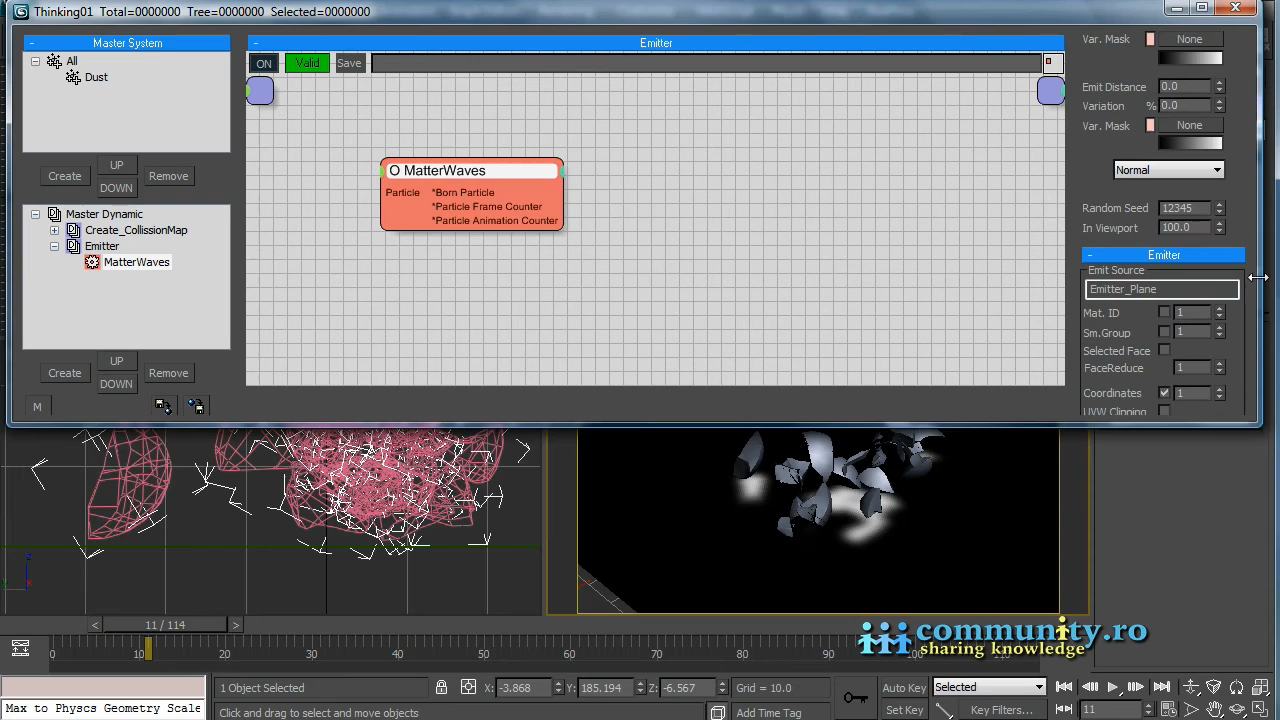 Thinking01 Total=0000000 Tree=0000000 Selected=0000000
- Master System
All
Dust
Create UP Remove
DOWN
Master Dynamic
Create_CollissionMap
Emitter
MatterWaves
Create UP Remove
DOWN
M
- Emitter
ON Valid Save
O MatterWaves
Particle *Born Particle
*Particle Frame Counter
*Particle Animation Counter
Var. Mask None
Emit Distance 0.0
Variation % 0.0
Var. Mask None
Normal
Random Seed 12345
In Viewport 100.0
- Emitter
Emit Source
Emitter_Plane
Mat. ID 1
Sm.Group 1
Selected Face
FaceReduce 1
Coordinates 1
UVW Clipping
z
y x
< 11 / 114 >
0 10 20 30 40 50 60 70 80 90 100 110
community.ro
sharing knowledge
1 Object Selected X: -3.868 Y: 185.194 Z: -6.567 Grid = 10.0 Auto Key Selected
Max to Physcs Geometry Scale Click and drag to select and move objects Add Time Tag Set Key Key Filters... 11